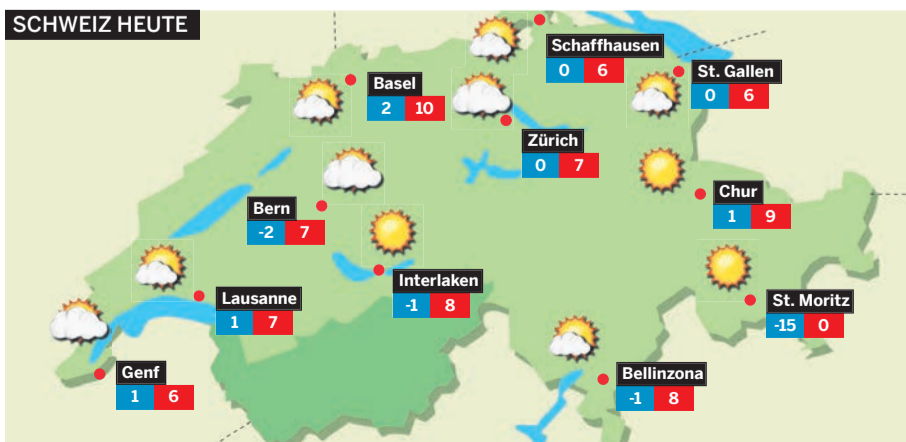 SCHWEIZ HEUTE
Schaffhausen
0 6
St. Gallen
0 6
Basel
2 10
Zürich
0 7
Chur
1 9
Bern
-2 7
Interlaken
-1 8
Lausanne
1 7
St. Moritz
-15 0
Genf
1 6
Bellinzona
-1 8